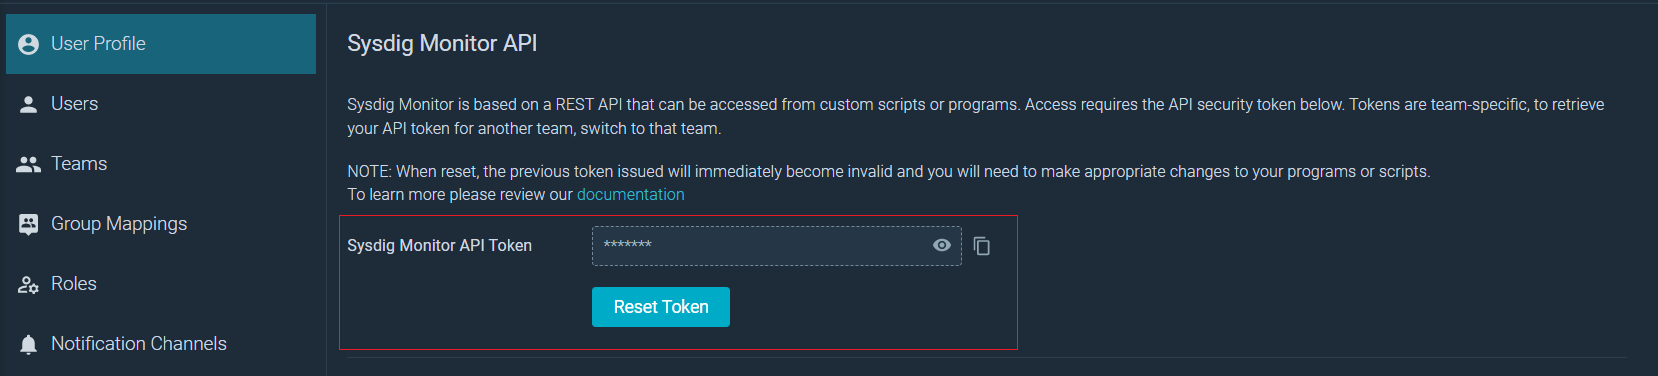 User Profile
Users
Teams
Group Mappings
Roles
Notification Channels
Sysdig Monitor API
Sysdig Monitor is based on a REST API that can be accessed from custom scripts or programs. Access requires the API security token below. Tokens are team-specific, to retrieve
your API token for another team, switch to that team.
NOTE: When reset, the previous token issued will immediately become invalid and you will need to make appropriate changes to your programs or scripts.
To learn more please review our documentation
Sysdig Monitor API Token
*******
Reset Token